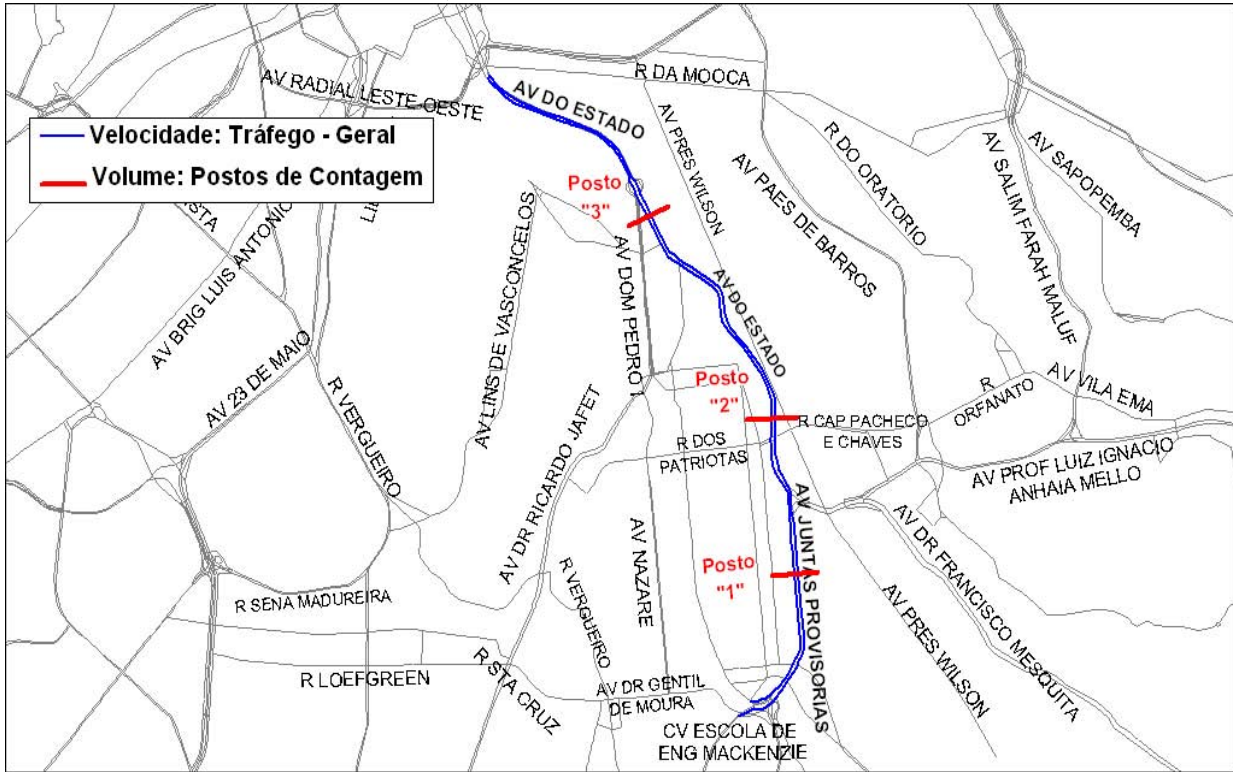 R DA MOOCA
AV RADIAL LESTE-OESTE
AV DO ESTADO
Velocidade: Tráfego - Geral
Volume: Postos de Contagem
AV PRES WILSON
AV PAES DE BARROS
R DO ORATORIO
AV SALIM FARAH MALUF
AV SAPOPEMBA
Posto
"3"
AV BRIG LUIS ANTONIO
AV 23 DE MAIO
R VERGUEIRO
AV LINS DE VASCONCELOS
AV DOM PEDRO I
AV DO ESTADO
Posto
"2"
R CAP PACHECO
E CHAVES
R
ORFANATO
AV VILA EMA
R DOS
PATRIOTAS
AV PROF LUIZ IGNACIO
ANHAIA MELLO
AV DR RICARDO JAFET
AV NAZARE
Posto
"1"
AV JUNTAS PROVISORIAS
AV DR FRANCISCO MESQUITA
AV PRES WILSON
R SENA MADUREIRA
R VERGUEIRO
R LOEFGREEN
R STA CRUZ
AV DR GENTIL
DE MOURA
CV ESCOLA DE
ENG MACKENZIE